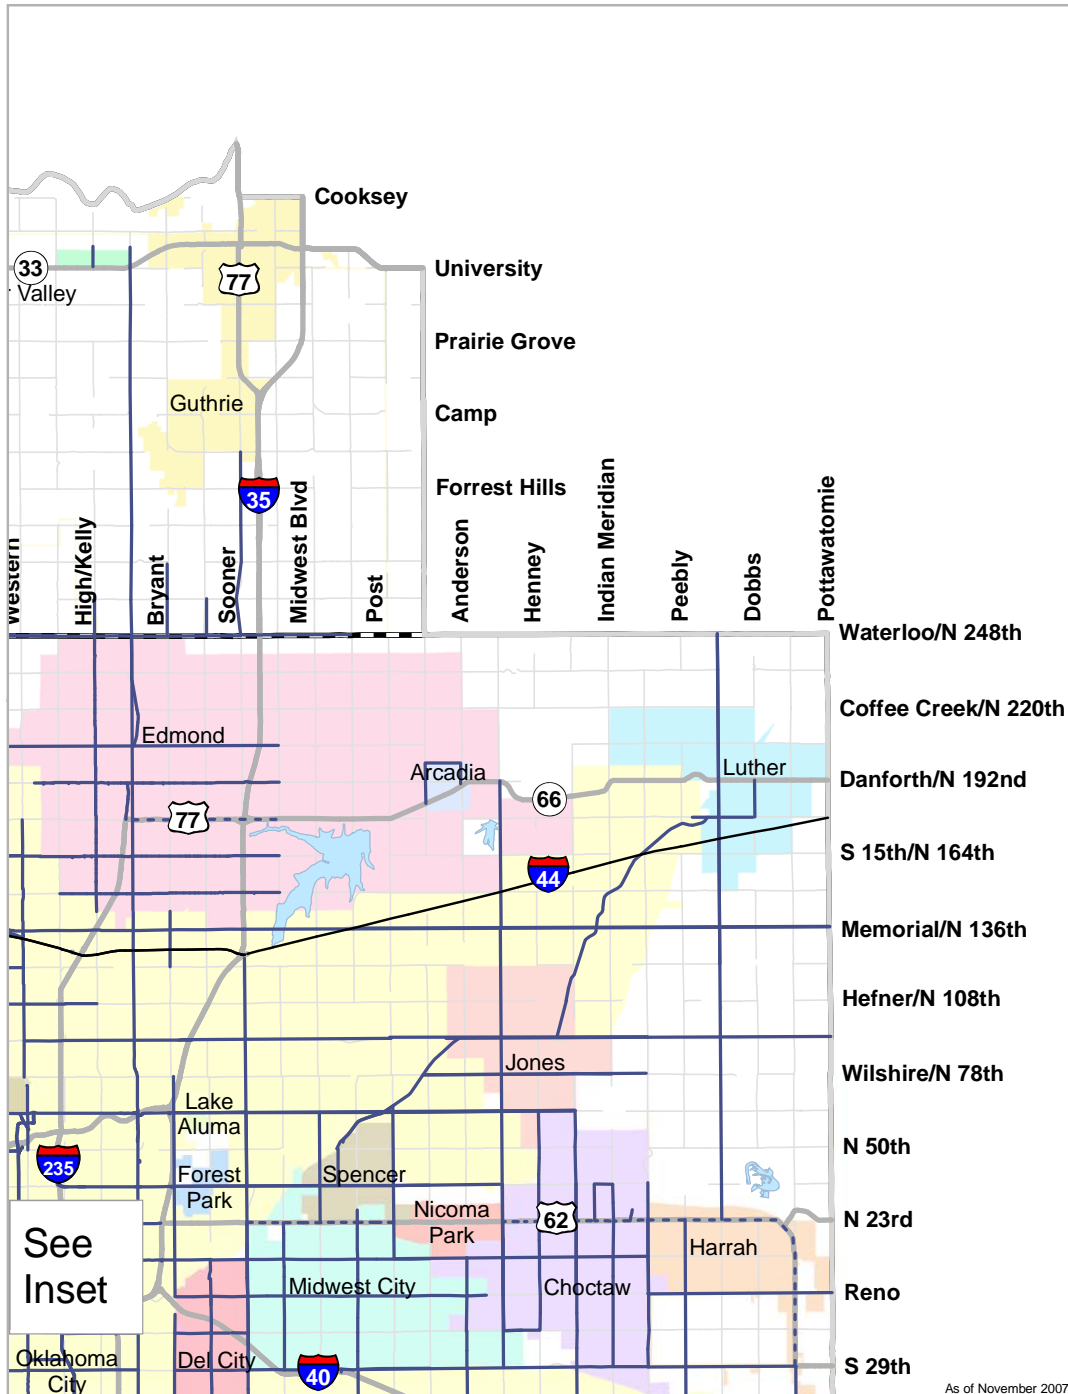 Cooksey
33
77
University
Valley
Prairie Grove
Guthrie
Camp
35
Forrest Hills
Western
High/Kelly
Bryant
Sooner
Midwest Blvd
Post
Anderson
Henney
Indian Meridian
Peebly
Dobbs
Pottawatomie
Waterloo/N 248th
Coffee Creek/N 220th
Edmond
Arcadia
Luther
Danforth/N 192nd
66
77
S 15th/N 164th
44
Memorial/N 136th
Hefner/N 108th
Jones
Wilshire/N 78th
Lake
Aluma
N 50th
235
Forest
Park
Spencer
Nicoma
Park
62
N 23rd
See
Inset
Harrah
Midwest City
Choctaw
Reno
Oklahoma
City
Del City
40
S 29th
As of November 2007